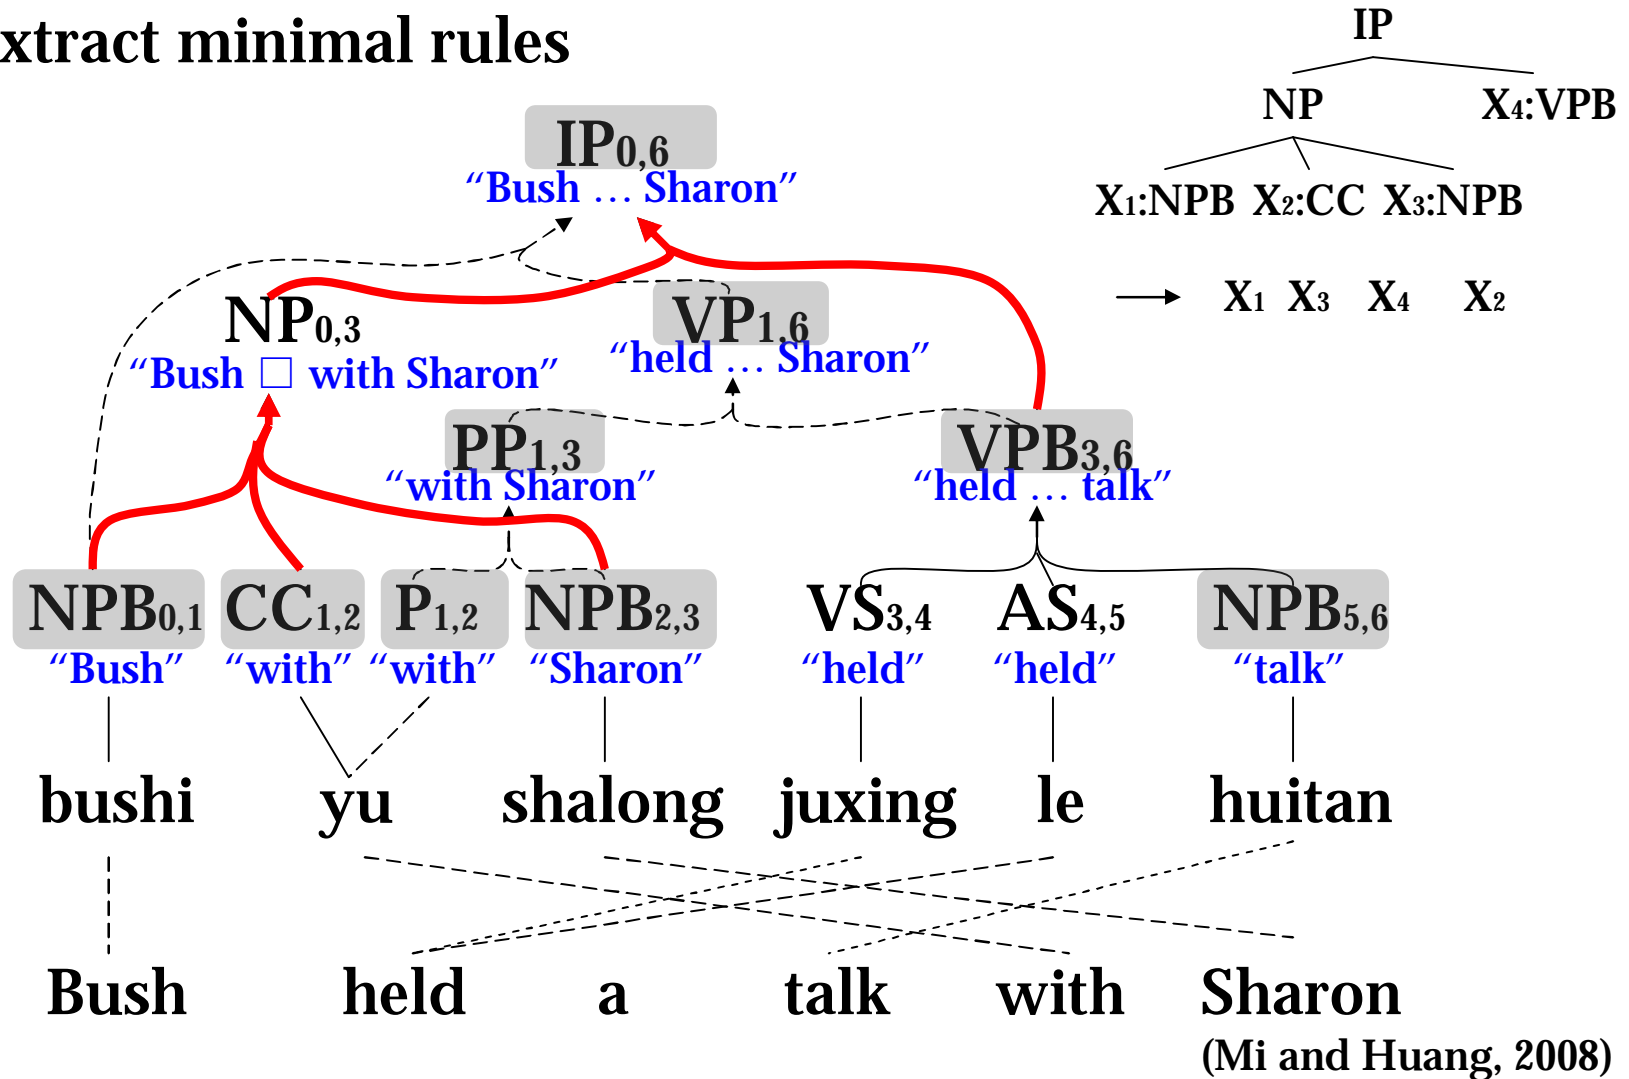 xtract minimal rules
IP
NP X4:VPB
X1:NPB X2:CC X3:NPB
X1 X3 X4 X2
IP0,6
“Bush … Sharon”
NP0,3 VP1,6
“Bush □ with Sharon” “held … Sharon”
PP1,3 VPB3,6
“with Sharon” “held … talk”
NPB0,1 CC1,2 P1,2 NPB2,3 VS3,4 AS4,5 NPB5,6
“Bush” “with” “with” “Sharon” “held” “held” “talk”
bushi yu shalong juxing le huitan
Bush held a talk with Sharon
(Mi and Huang, 2008)